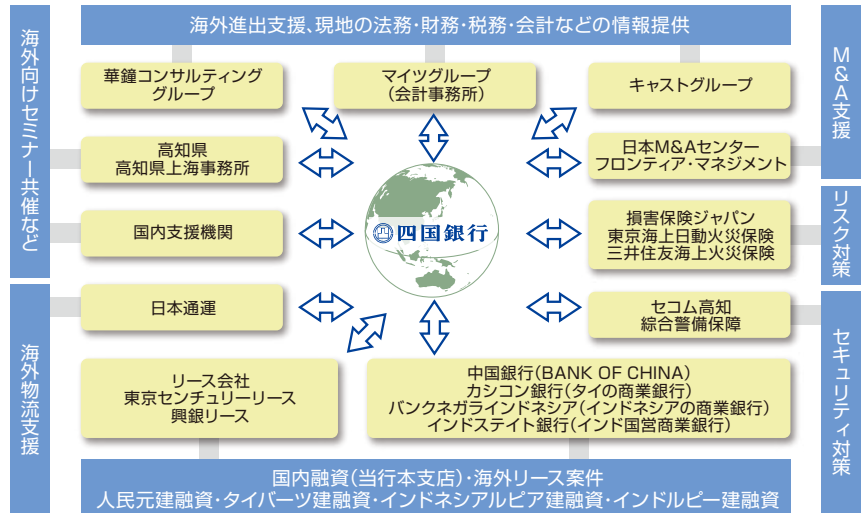 海外進出支援、現地の法務・財務・税務・会計などの情報提供
海外向けセミナー共催など
M&A支援
華鐘コンサルティング
グループ
マイツグループ
(会計事務所)
キャストグループ
高知県
高知県上海事務所
日本M&Aセンター
フロンティア・マネジメント
国内支援機関
四国銀行
損害保険ジャパン
東京海上日動火災保険
三井住友海上火災保険
リスク対策
日本通運
セコム高知
綜合警備保障
海外物流支援
セキュリティ対策
リース会社
東京センチュリーリース
興銀リース
中国銀行(BANK OF CHINA)
カシコン銀行(タイの商業銀行)
バンクネガラインドネシア(インドネシアの商業銀行)
インドステイト銀行(インド国営商業銀行)
国内融資(当行本支店)・海外リース案件
人民元建融資・タイバーツ建融資・インドネシアルピア建融資・インドルピー建融資